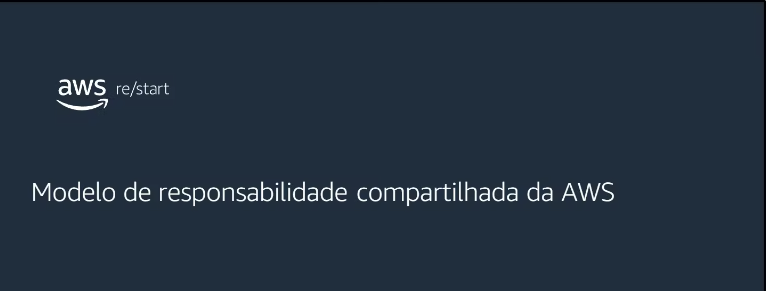 aws re/start
Modelo de responsabilidade compartilhada da AWS